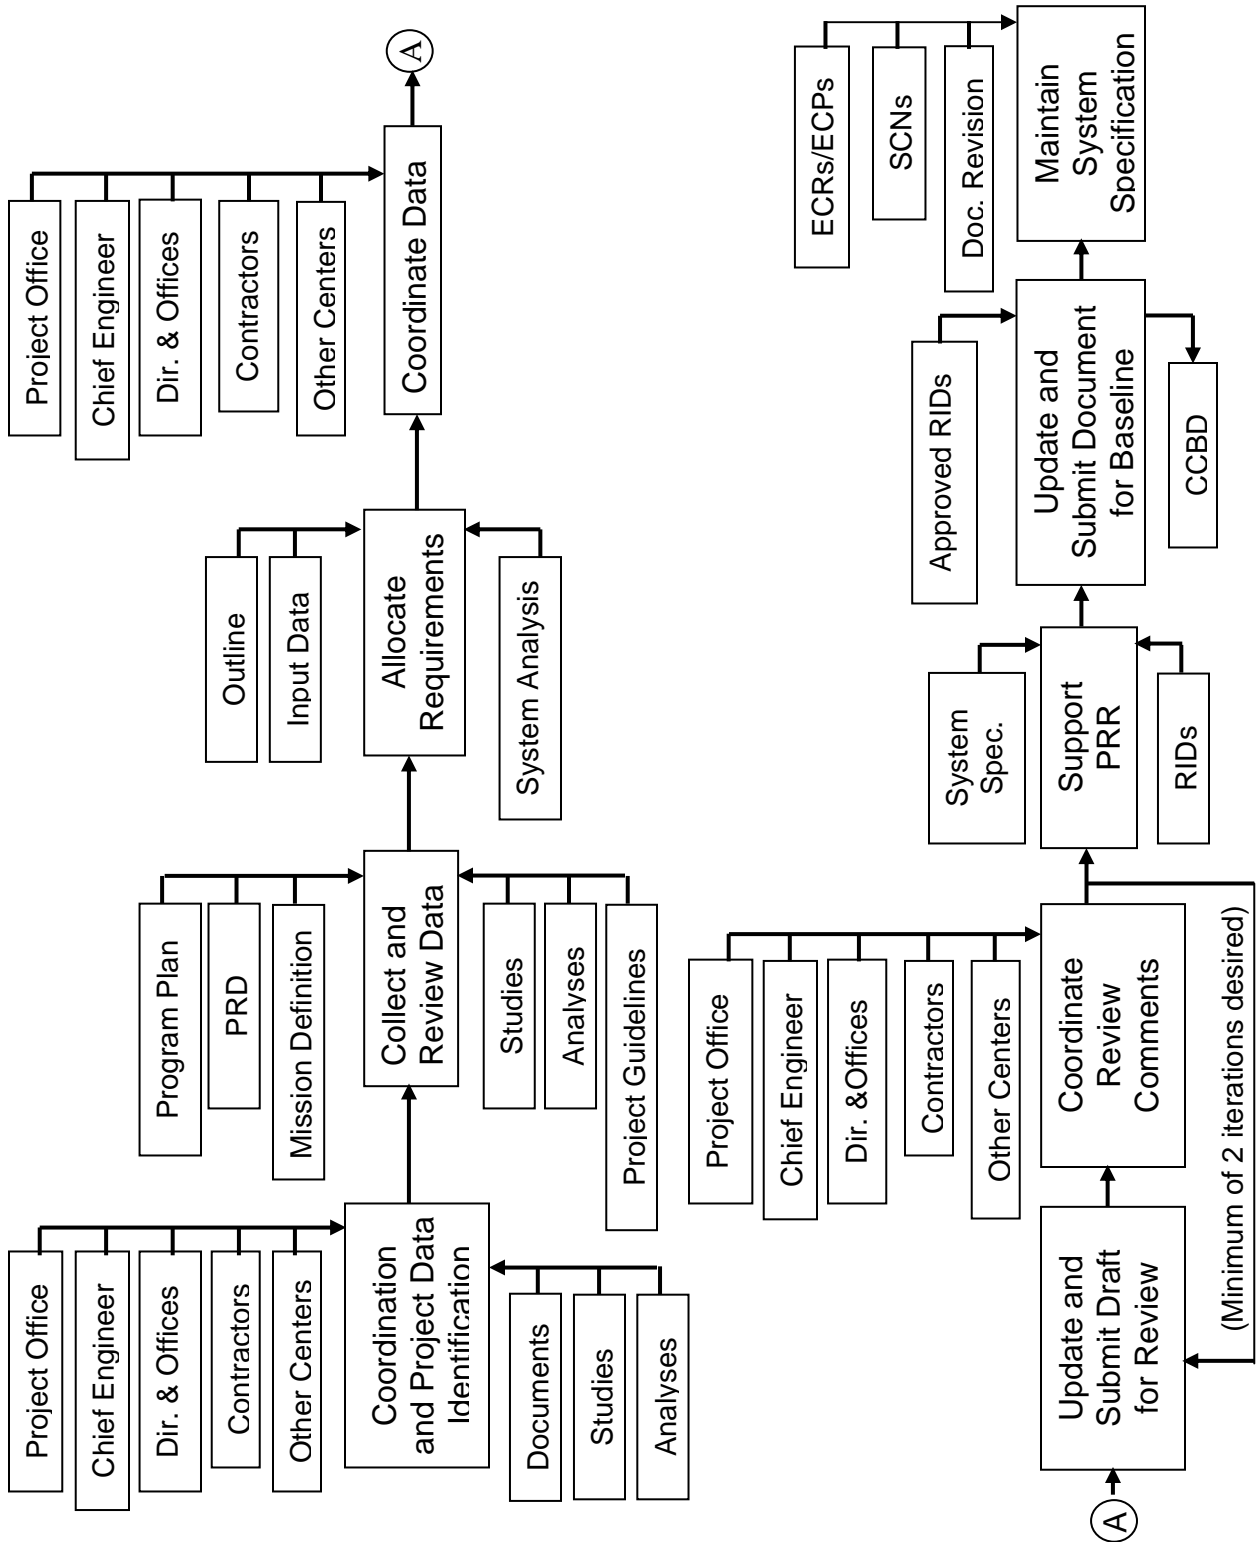 Project Office
Chief Engineer
Dir. & Offices
Contractors
Other Centers
Coordination
and Project Data
Identification
Documents
Studies
Analyses
Program Plan
PRD
Mission Definition
Collect and
Review Data
Studies
Analyses
Project Guidelines
Outline
Input Data
Allocate
Requirements
System Analysis
Project Office
Chief Engineer
Dir. & Offices
Contractors
Other Centers
Coordinate Data
A
A
Update and
Submit Draft
for Review
Project Office
Chief Engineer
Dir. &Offices
Contractors
Other Centers
Coordinate
Review
Comments
(Minimum of 2 iterations desired)
System
Spec.
Support
PRR
RIDs
Approved RIDs
Update and
Submit Document
for Baseline
CCBD
ECRs/ECPs
SCNs
Doc. Revision
Maintain
System
Specification